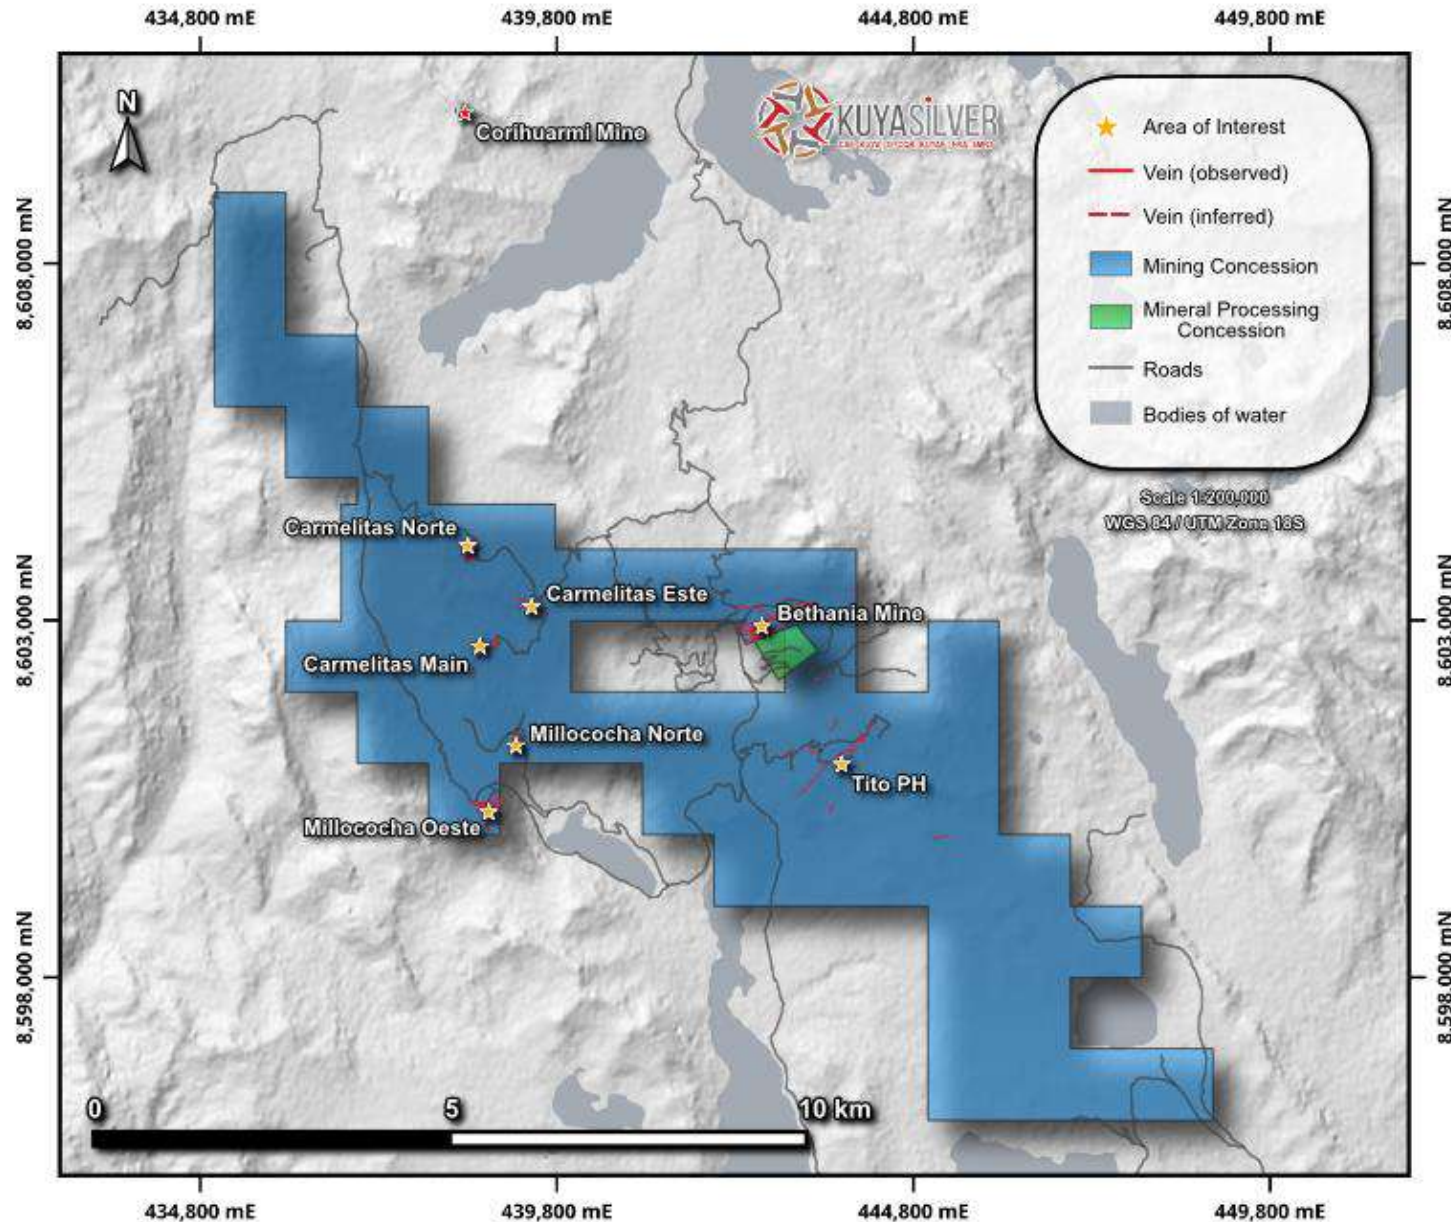 434,800 mE
439,800 mE
444,800 mE
449,800 mE
N
Corihuarmi Mine
KUYASILVER
Area of Interest
Vein (observed)
Vein (inferred)
Mining Concession
Mineral Processing
Concession
Roads
Bodies of water
8,608,000 mN
8,608,000 mN
Scale 1:200,000
WGS 84 / UTM Zone 18S
Carmelitas Norte
Carmelitas Este
Bethania Mine
8,603,000 mN
8,603,000 mN
Carmelitas Main
Millococha Norte
Tito PH
Millococha Oeste
8,598,000 mN
8,598,000 mN
0
5
10 km
434,800 mE
439,800 mE
444,800 mE
449,800 mE